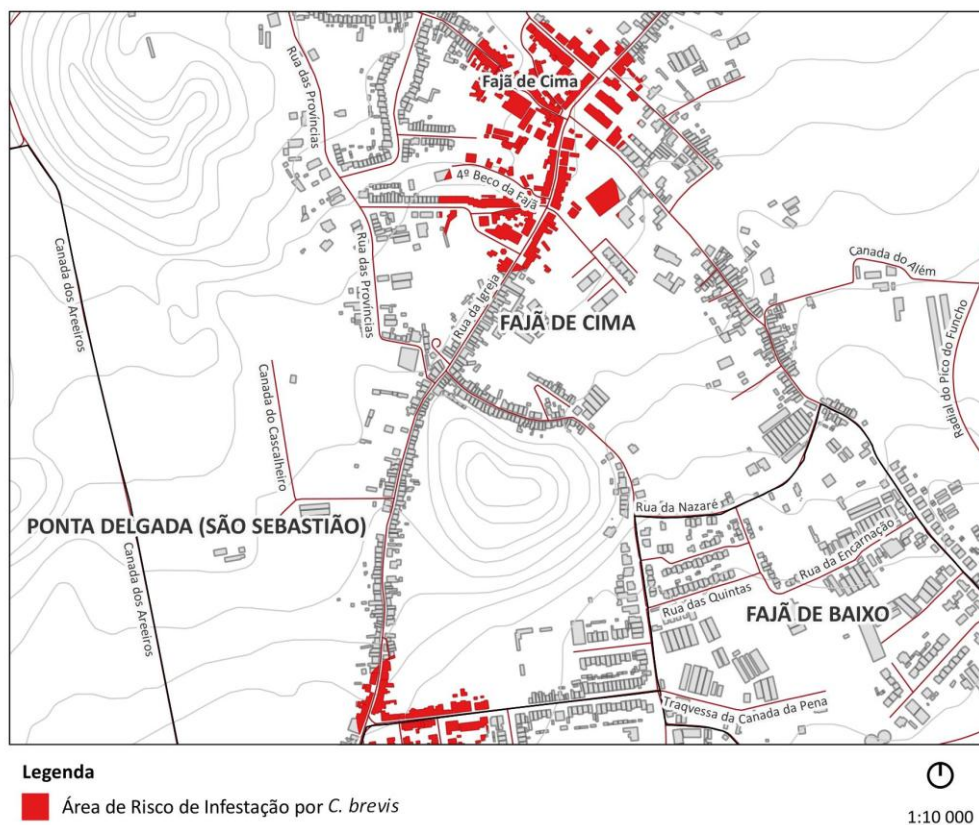 Rua das Províncias
Fajã de Cima
4º Beco da Fajã
Canada dos Areeiros
Rua das Províncias
Rua da Igreja
FAJÃ DE CIMA
Canada do Além
Radial do Pico do Funcho
Canada do Cascalheiro
PONTA DELGADA (SÃO SEBASTIÃO)
Rua da Nazaré
Canada dos Areeiros
Rua da Encarnação
Rua das Quintas
FAJÃ DE BAIXO
Traqvessa da Canada da Pena
Legenda
Área de Risco de Infestação por C. brevis
1:10 000